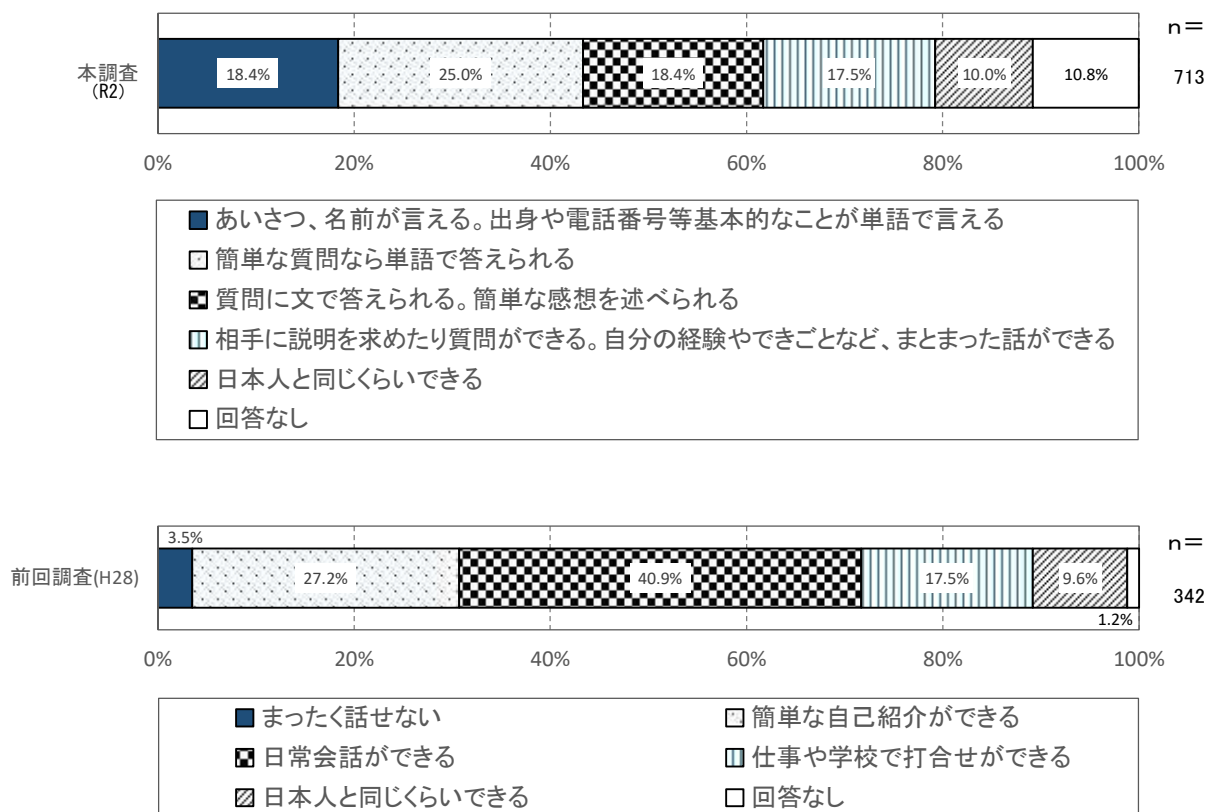 n＝
本調査
(R2)
18.4%
25.0%
18.4%
17.5%
10.0%
10.8%
713
0%
20%
40%
60%
80%
100%
あいさつ、名前が言える。出身や電話番号等基本的なことが単語で言える
簡単な質問なら単語で答えられる
質問に文で答えられる。簡単な感想を述べられる
相手に説明を求めたり質問ができる。自分の経験やできごとなど、まとまった話ができる
日本人と同じくらいできる
回答なし
n＝
3.5%
前回調査(H28)
27.2%
40.9%
17.5%
9.6%
342
1.2%
0%
20%
40%
60%
80%
100%
まったく話せない
簡単な自己紹介ができる
日常会話ができる
仕事や学校で打合せができる
日本人と同じくらいできる
回答なし